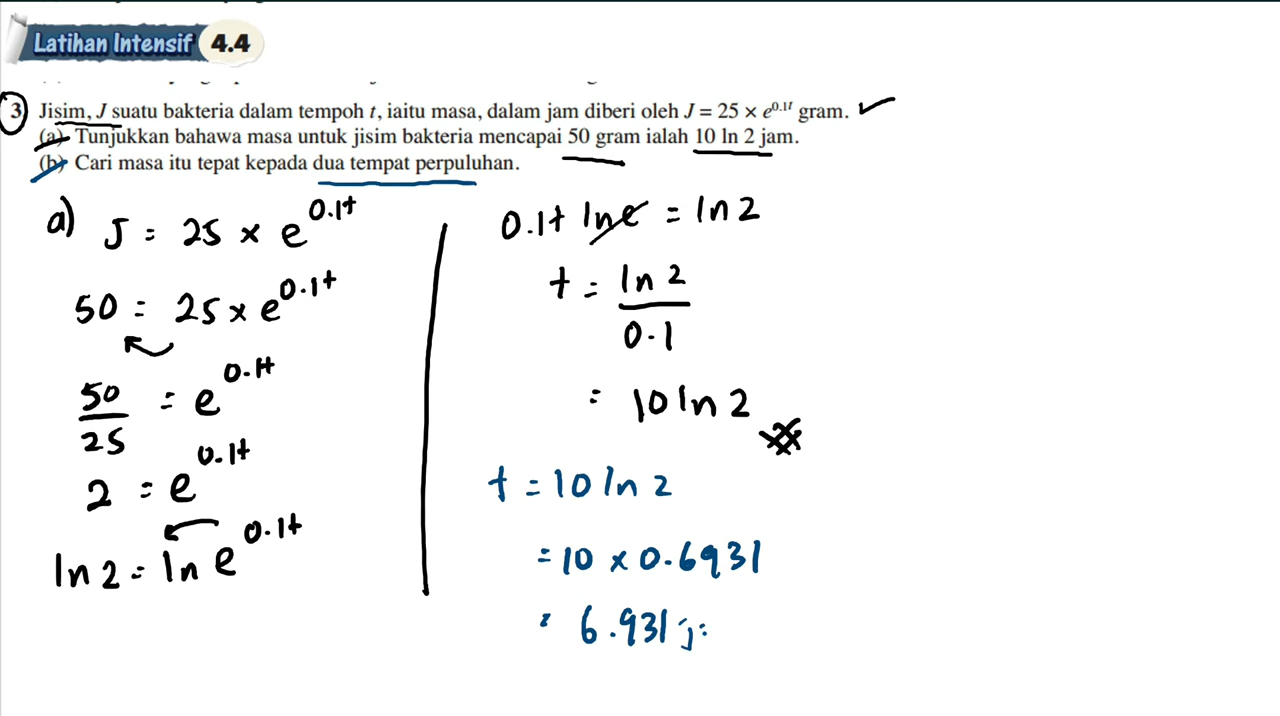 Latihan Intensif 4.4
3. Jisim, J suatu bakteria dalam tempoh t, iaitu masa, dalam jam diberi oleh J = 25 × e^0.1t gram.
(a) Tunjukkan bahawa masa untuk jisim bakteria mencapai 50 gram ialah 10 ln 2 jam.
(b) Cari masa itu tepat kepada dua tempat perpuluhan.
a) J = 25 × e^0.1t
50 = 25 × e^0.1t
50/25 = e^0.1t
2 = e^0.1t
ln 2 = ln e^0.1t
0.1t ln e = ln 2
t = ln 2/0.1
= 10 ln 2
t = 10 ln 2
= 10 × 0.6931
= 6.931 j